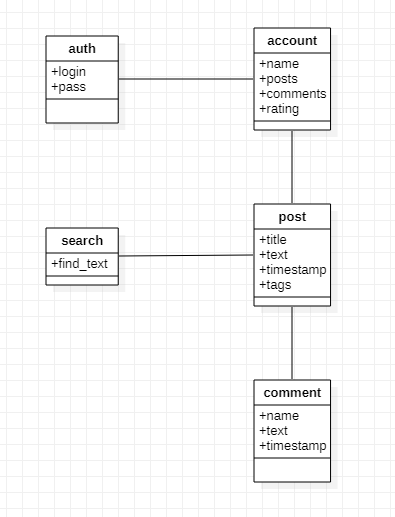 auth
+login
+pass
account
+name
+posts
+comments
+rating
search
+find_text
post
+title
+text
+timestamp
+tags
comment
+name
+text
+timestamp